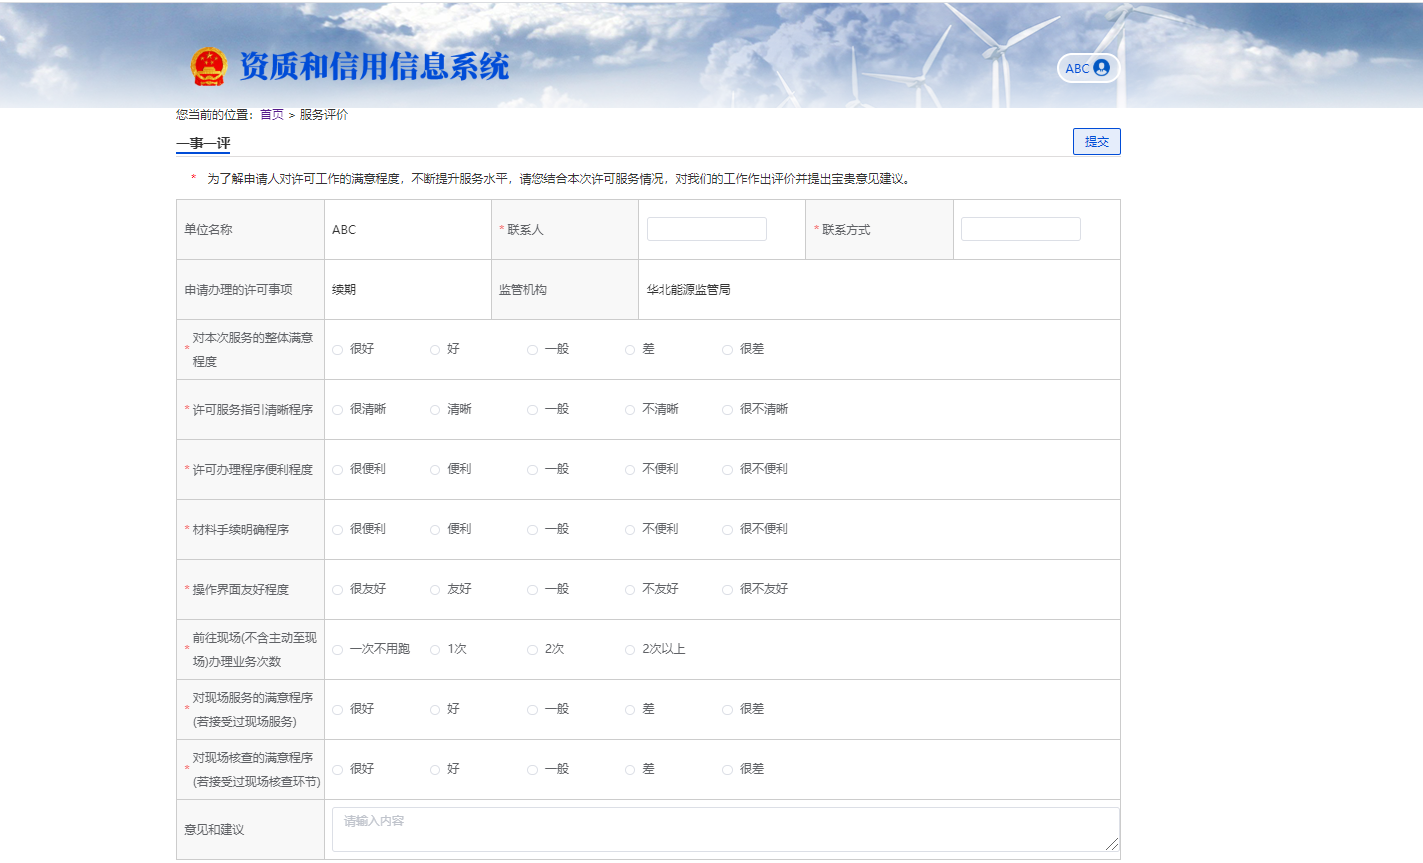 资质和信用信息系统
ABC
您当前的位置：首页 > 服务评价
一事一评
提交
* 为了解申请人对许可工作的满意程度，不断提升服务水平，请您结合本次许可服务情况，对我们的工作作出评价并提出宝贵意见建议。
单位名称 ABC * 联系人 * 联系方式
申请办理的许可事项 续期 监管机构 华北能源监管局
* 对本次服务的整体满意
程度
很好 好 一般 差 很差
* 许可服务指引清晰程序 很清晰 清晰 一般 不清晰 很不清晰
* 许可办理程序便利程度 很便利 便利 一般 不便利 很不便利
* 材料手续明确程序 很便利 便利 一般 不便利 很不便利
* 操作界面友好程度 很友好 友好 一般 不友好 很不友好
* 前往现场(不含主动至现
场)办理业务次数
一次不用跑 1次 2次 2次以上
* 对现场服务的满意程序
(若接受过现场服务)
很好 好 一般 差 很差
* 对现场核查的满意程序
(若接受过现场核查环节)
很好 好 一般 差 很差
意见和建议 请输入内容